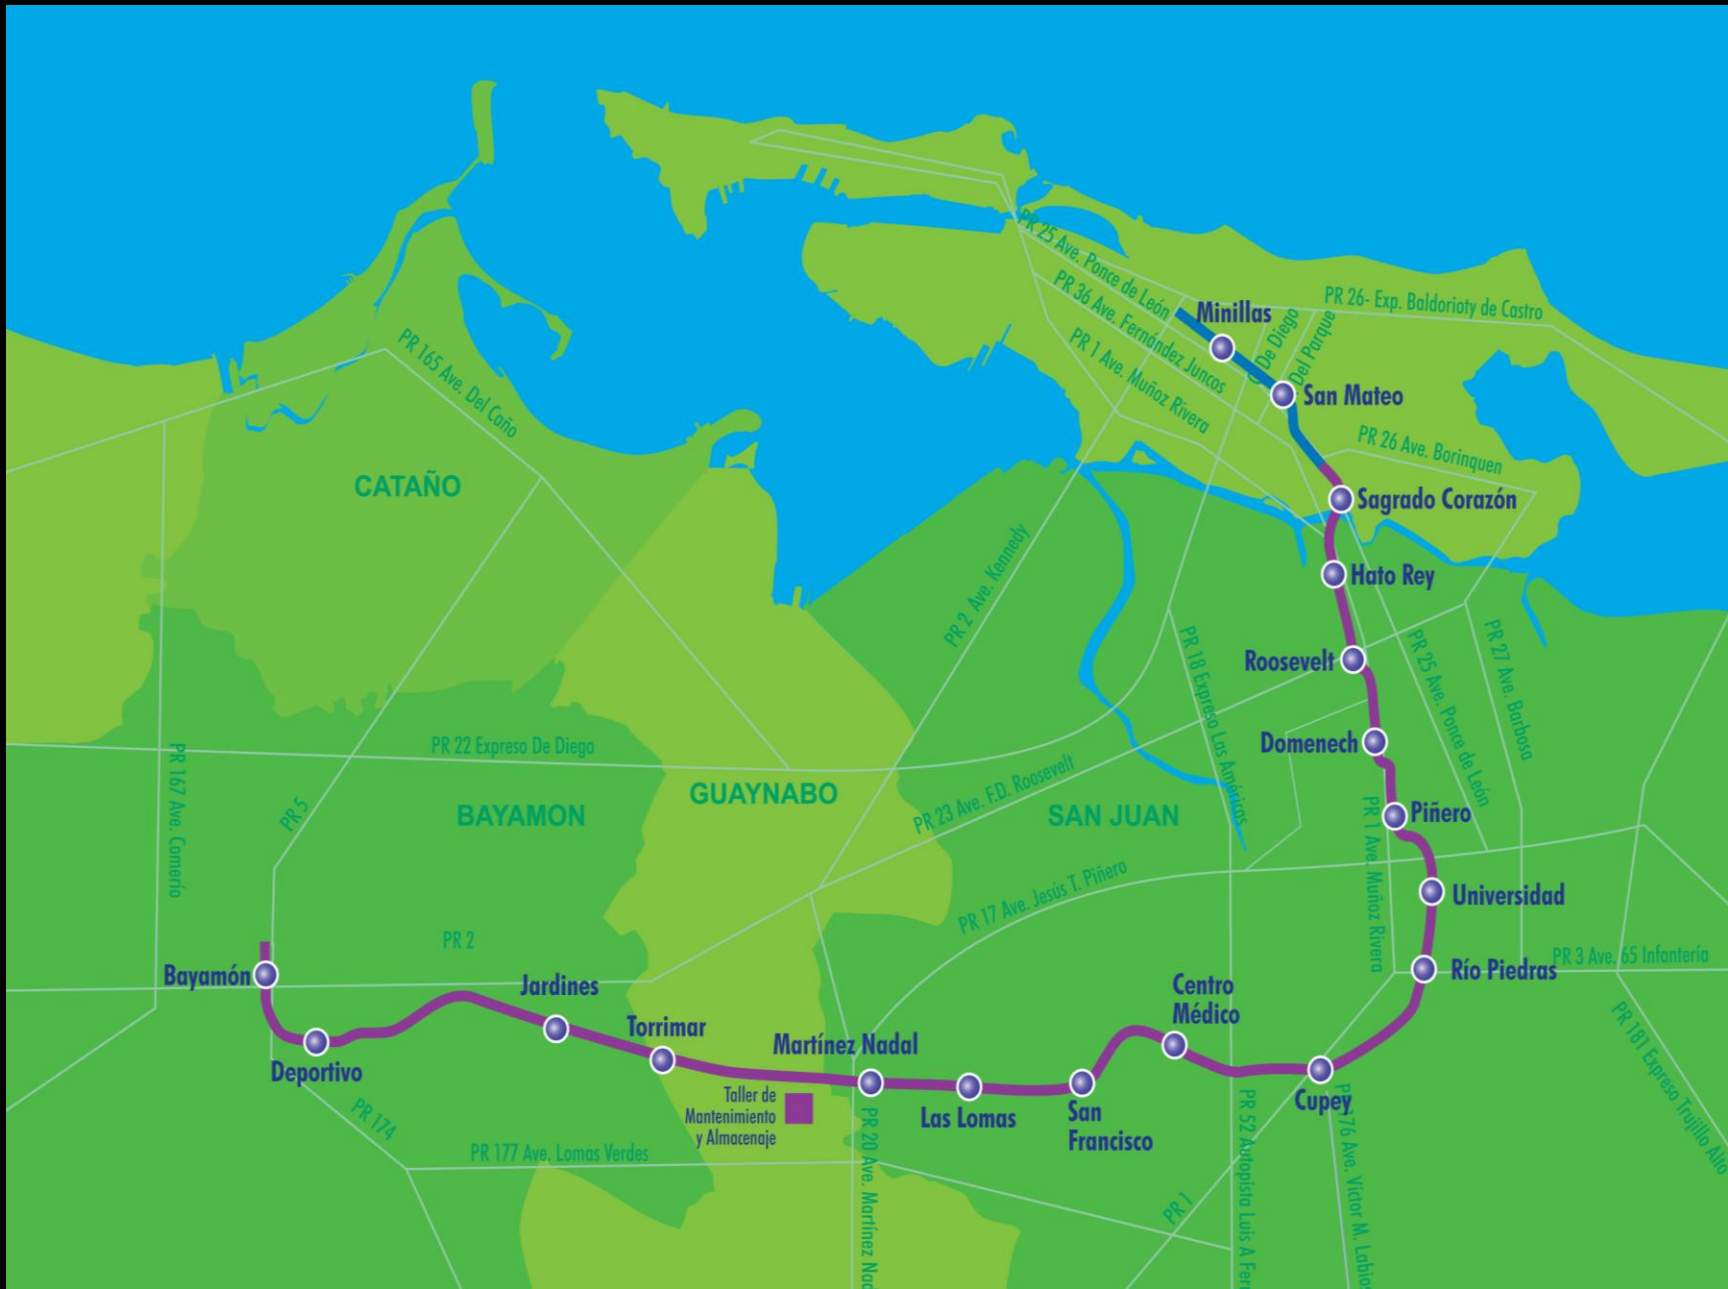 PR 25 Ave. Ponce de León
PR 36 Ave. Fernández Juncos
PR 1 Ave. Muñoz Rivera
Minillas
De Diego
Del Parque
PR 26- Exp. Baldorioty de Castro
San Mateo
PR 26 Ave. Borinquen
PR 165 Ave. Del Caño
CATAÑO
Sagrado Corazón
Hato Rey
PR 2 Ave. Kennedy
Roosevelt
PR 18 Expreso Las Américas
PR 25 Ave. Ponce de León
PR 27 Ave. Barbosa
Domenech
PR 22 Expreso De Diego
PR 167 Ave. Comerío
PR 5
BAYAMON
GUAYNABO
PR 23 Ave. F.D. Roosevelt
SAN JUAN
Piñero
PR 1 Ave. Muñoz Rivera
PR 17 Ave. Jesús T. Piñero
Universidad
PR 2
Bayamón
Río Piedras
PR 3 Ave. 65 Infantería
Jardines
Centro
Médico
Torrimar
Martínez Nadal
Deportivo
Taller de
Mantenimiento
y Almacenaje
Las Lomas
San
Francisco
Cupey
PR 174
PR 177 Ave. Lomas Verdes
PR 20 Ave. Martínez Nad
PR 1
PR 52 Autopista Luis A Ferr
176 Ave. Víctor M. Labio
PR 181 Expreso Trujillo Alto